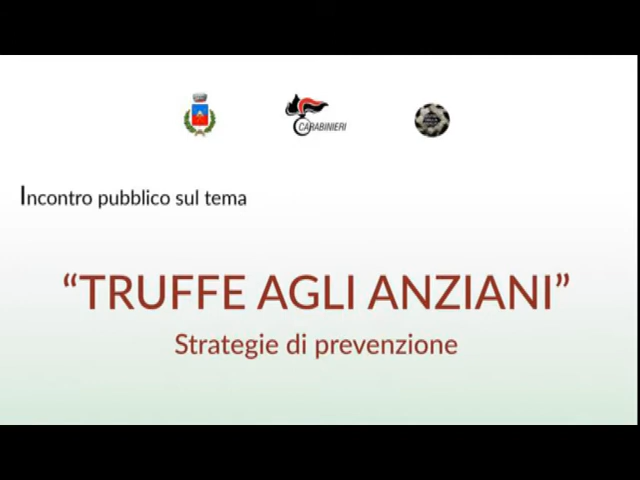 CARABINIERI
Incontro pubblico sul tema
“TRUFFE AGLI ANZIANI”
Strategie di prevenzione